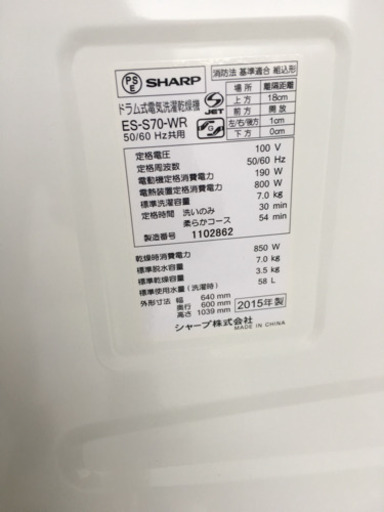 PS E SHARP
ドラム式電気洗濯乾燥機
ES-S70-WR
50/60 Hz共用
JET
消防法 基準適合 組込形
場所 離隔距離
上方 18cm
前方 開放
左右/後方 1cm
下方 0cm
定格電圧 100 V
定格周波数 50/60 Hz
電動機定格消費電力 190 W
電熱装置定格消費電力 800 W
標準洗濯容量 7.0 kg
定格時間 洗いのみ 30 min
柔らかコース 54 min
製造番号 1102862
乾燥時消費電力 850 W
標準脱水容量 7.0 kg
標準乾燥容量 3.5 kg
標準使用水量(洗濯時) 58 L
外形寸法 幅 640 mm
奥行 600 mm
高さ 1039 mm
2015年製
シャープ株式会社
MADE IN CHINA